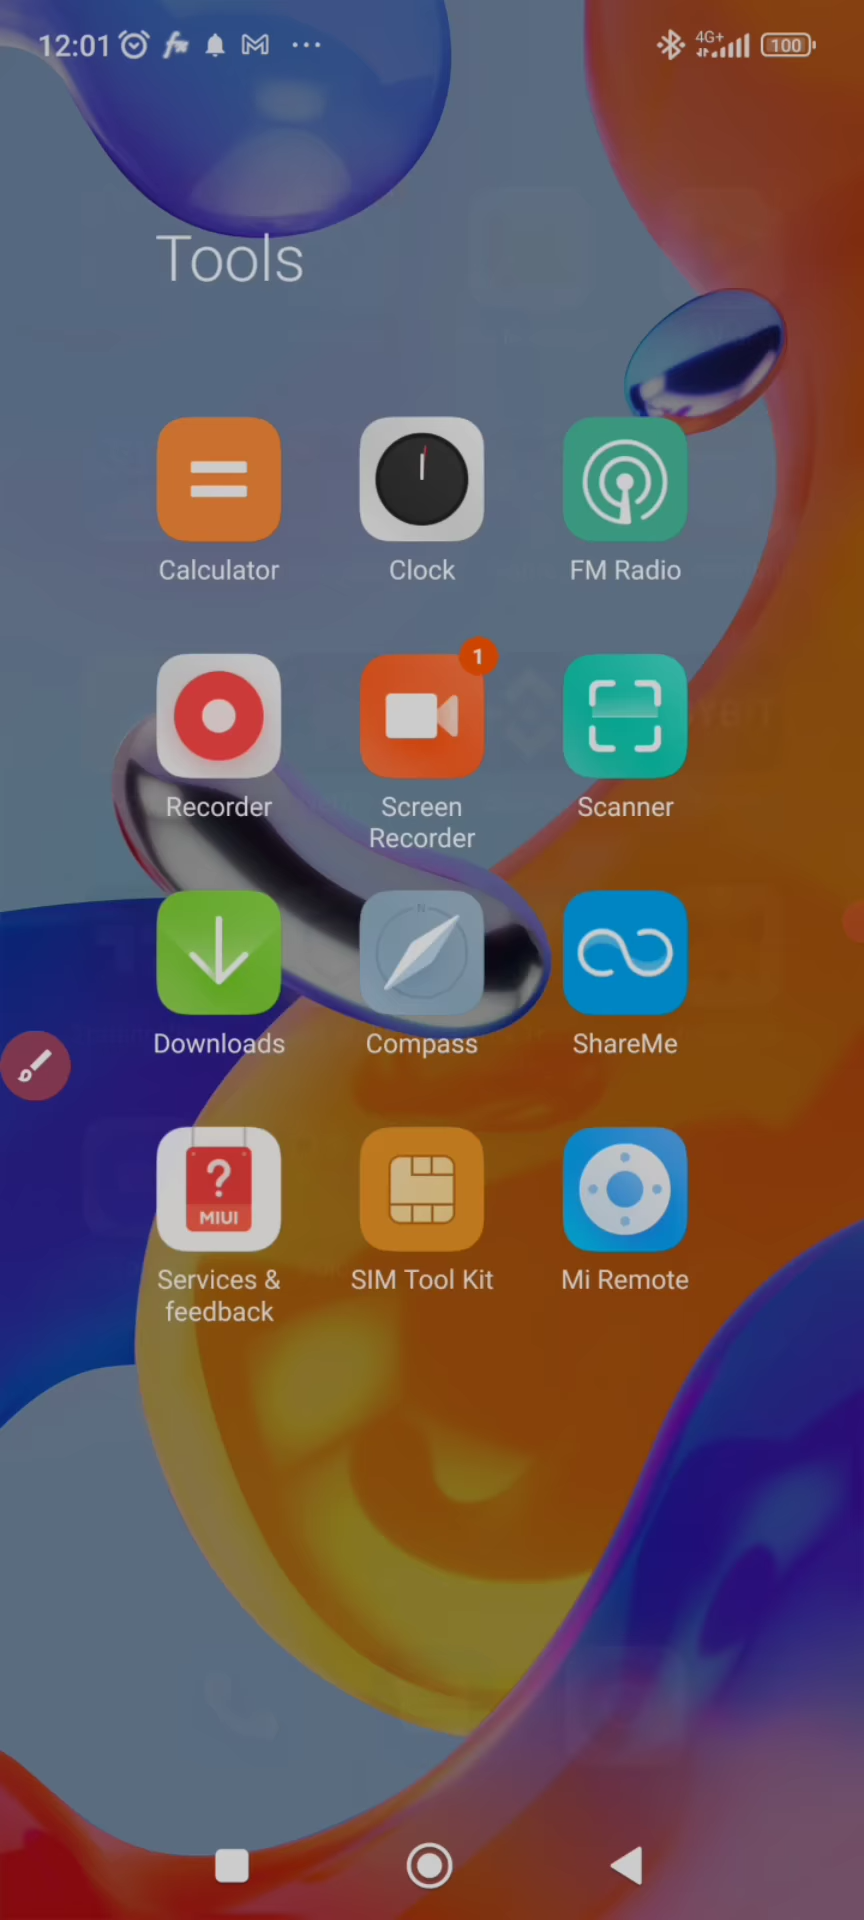 12:01
4G+
100
Tools
Calculator
Clock
FM Radio
1
Recorder
Screen
Recorder
Scanner
N
Downloads
Compass
ShareMe
?
MIUI
Services &
feedback
SIM Tool Kit
Mi Remote